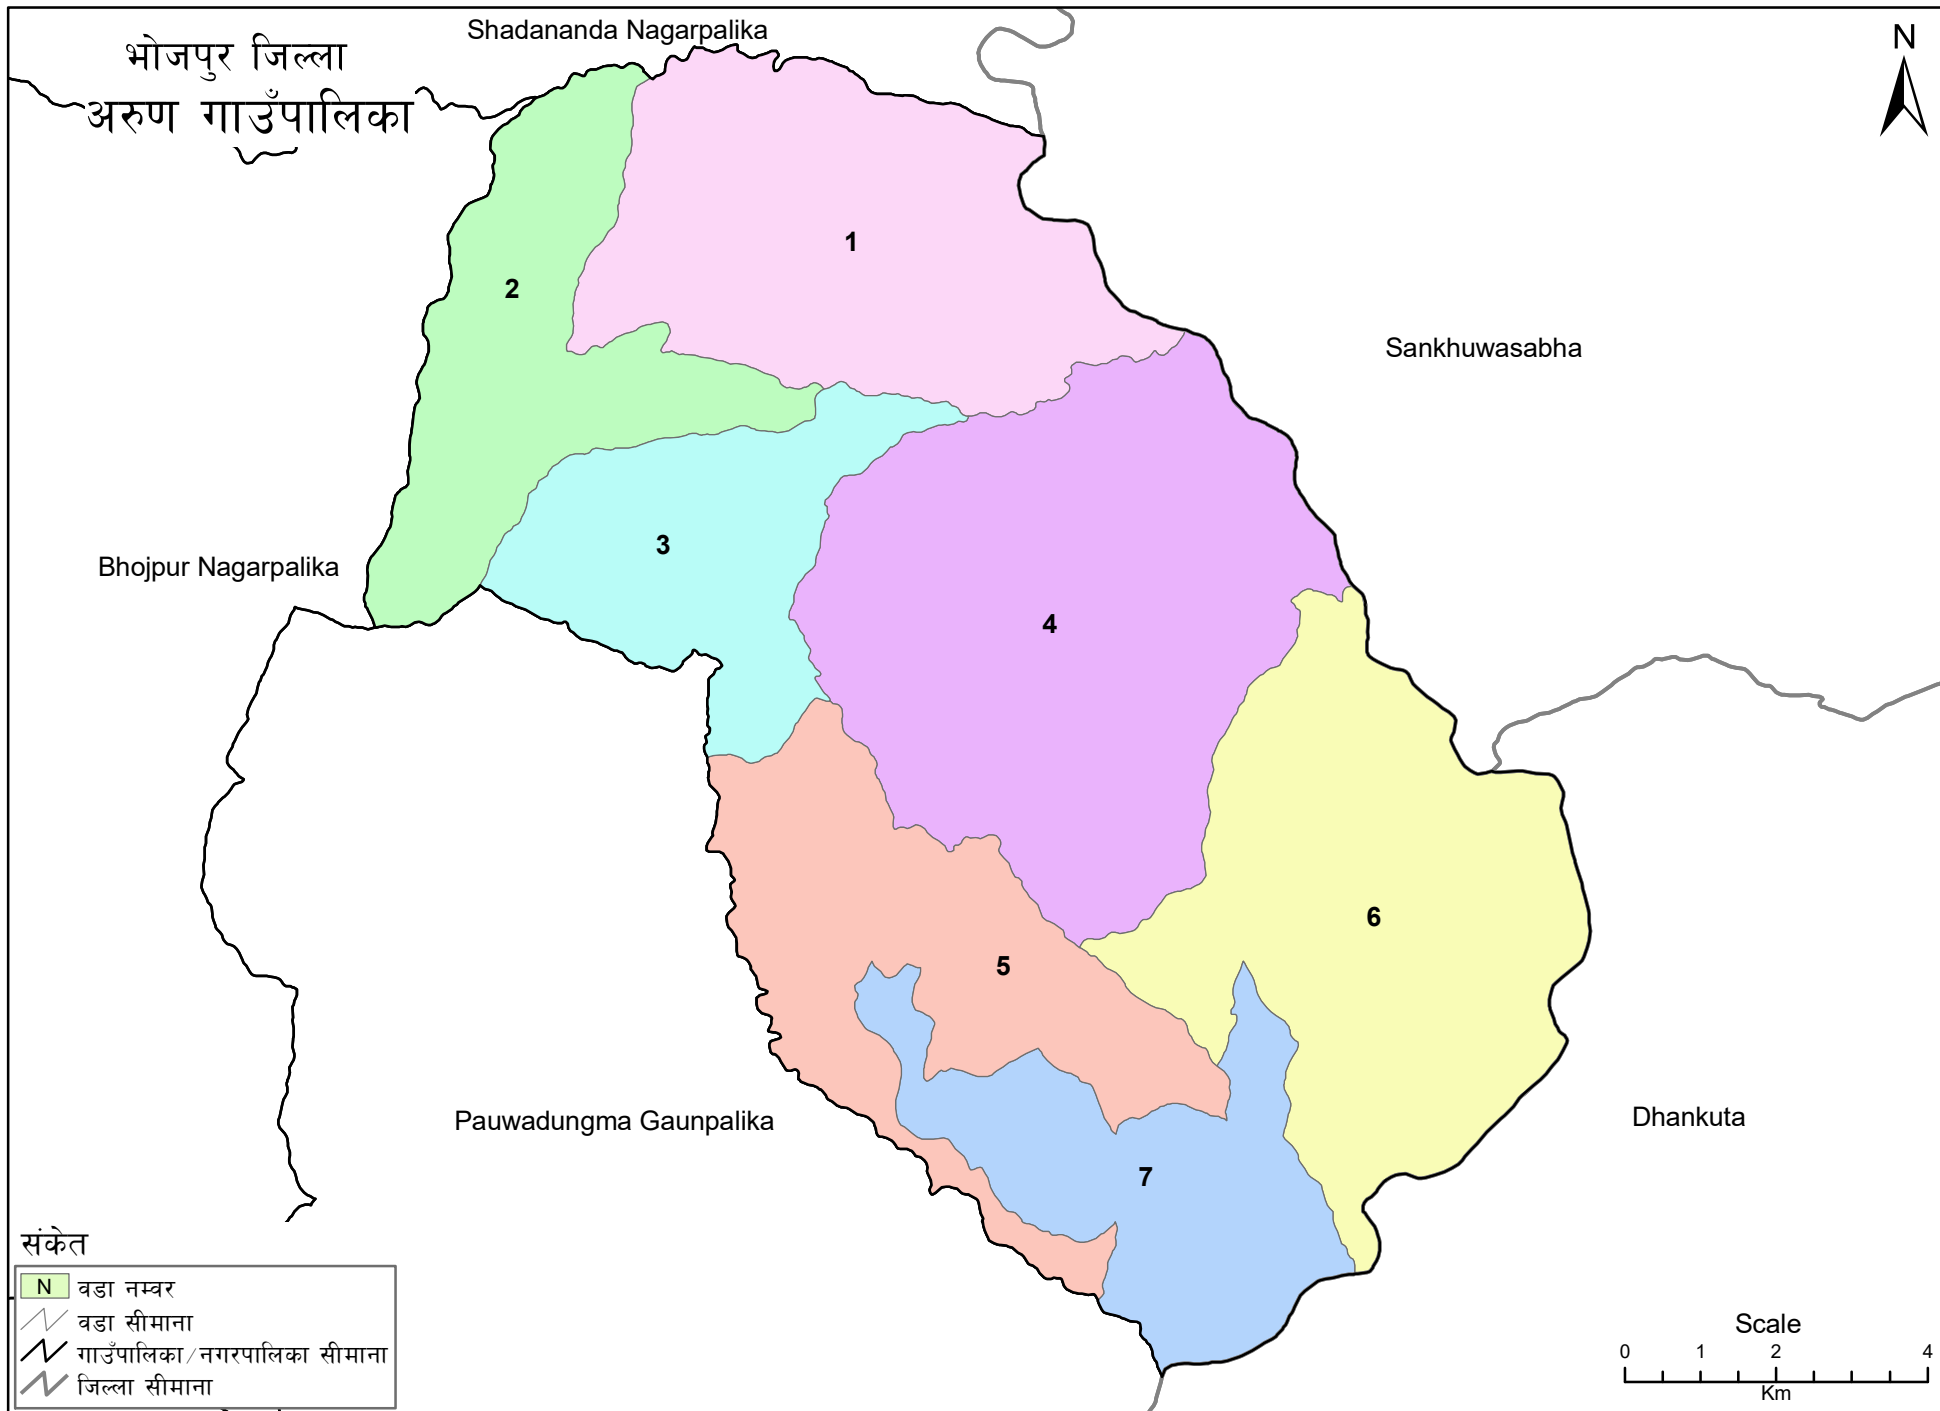 भोजपुर जिल्ला
अरुण गाउँपालिका
Shadananda Nagarpalika
N
1
2
Sankhuwasabha
3
Bhojpur Nagarpalika
4
6
5
Pauwadungma Gaunpalika
Dhankuta
7
संकेत
N वडा नम्वर
वडा सीमाना
गाउँपालिका/नगरपालिका सीमाना
जिल्ला सीमाना
Scale
0 1 2 4
Km